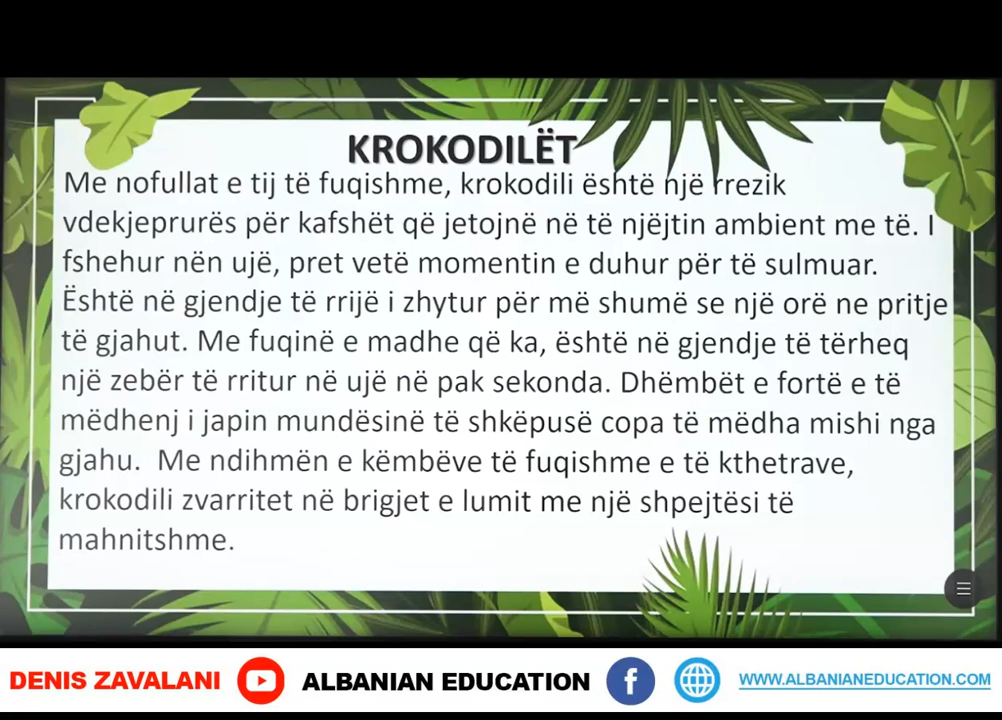 KROKODILËT
Me nofullat e tij të fuqishme, krokodili është një rrezik
vdekjeprurës për kafshët që jetojnë në të njëjtin ambient me të. I
fshehur nën ujë, pret vetë momentin e duhur për të sulmuar.
Është në gjendje të rrijë i zhytur për më shumë se një orë ne pritje
të gjahut. Me fuqinë e madhe që ka, është në gjendje të tërheq
një zebër të rritur në ujë në pak sekonda. Dhëmbët e fortë e të
mëdhenj i japin mundësinë të shkëpusë copa të mëdha mishi nga
gjahu. Me ndihmën e këmbëve të fuqishme e të kthetrave,
krokodili zvarritet në brigjet e lumit me një shpejtësi të
mahnitshme.
DENIS ZAVALANI ALBANIAN EDUCATION f WWW.ALBANIANEDUCATION.COM